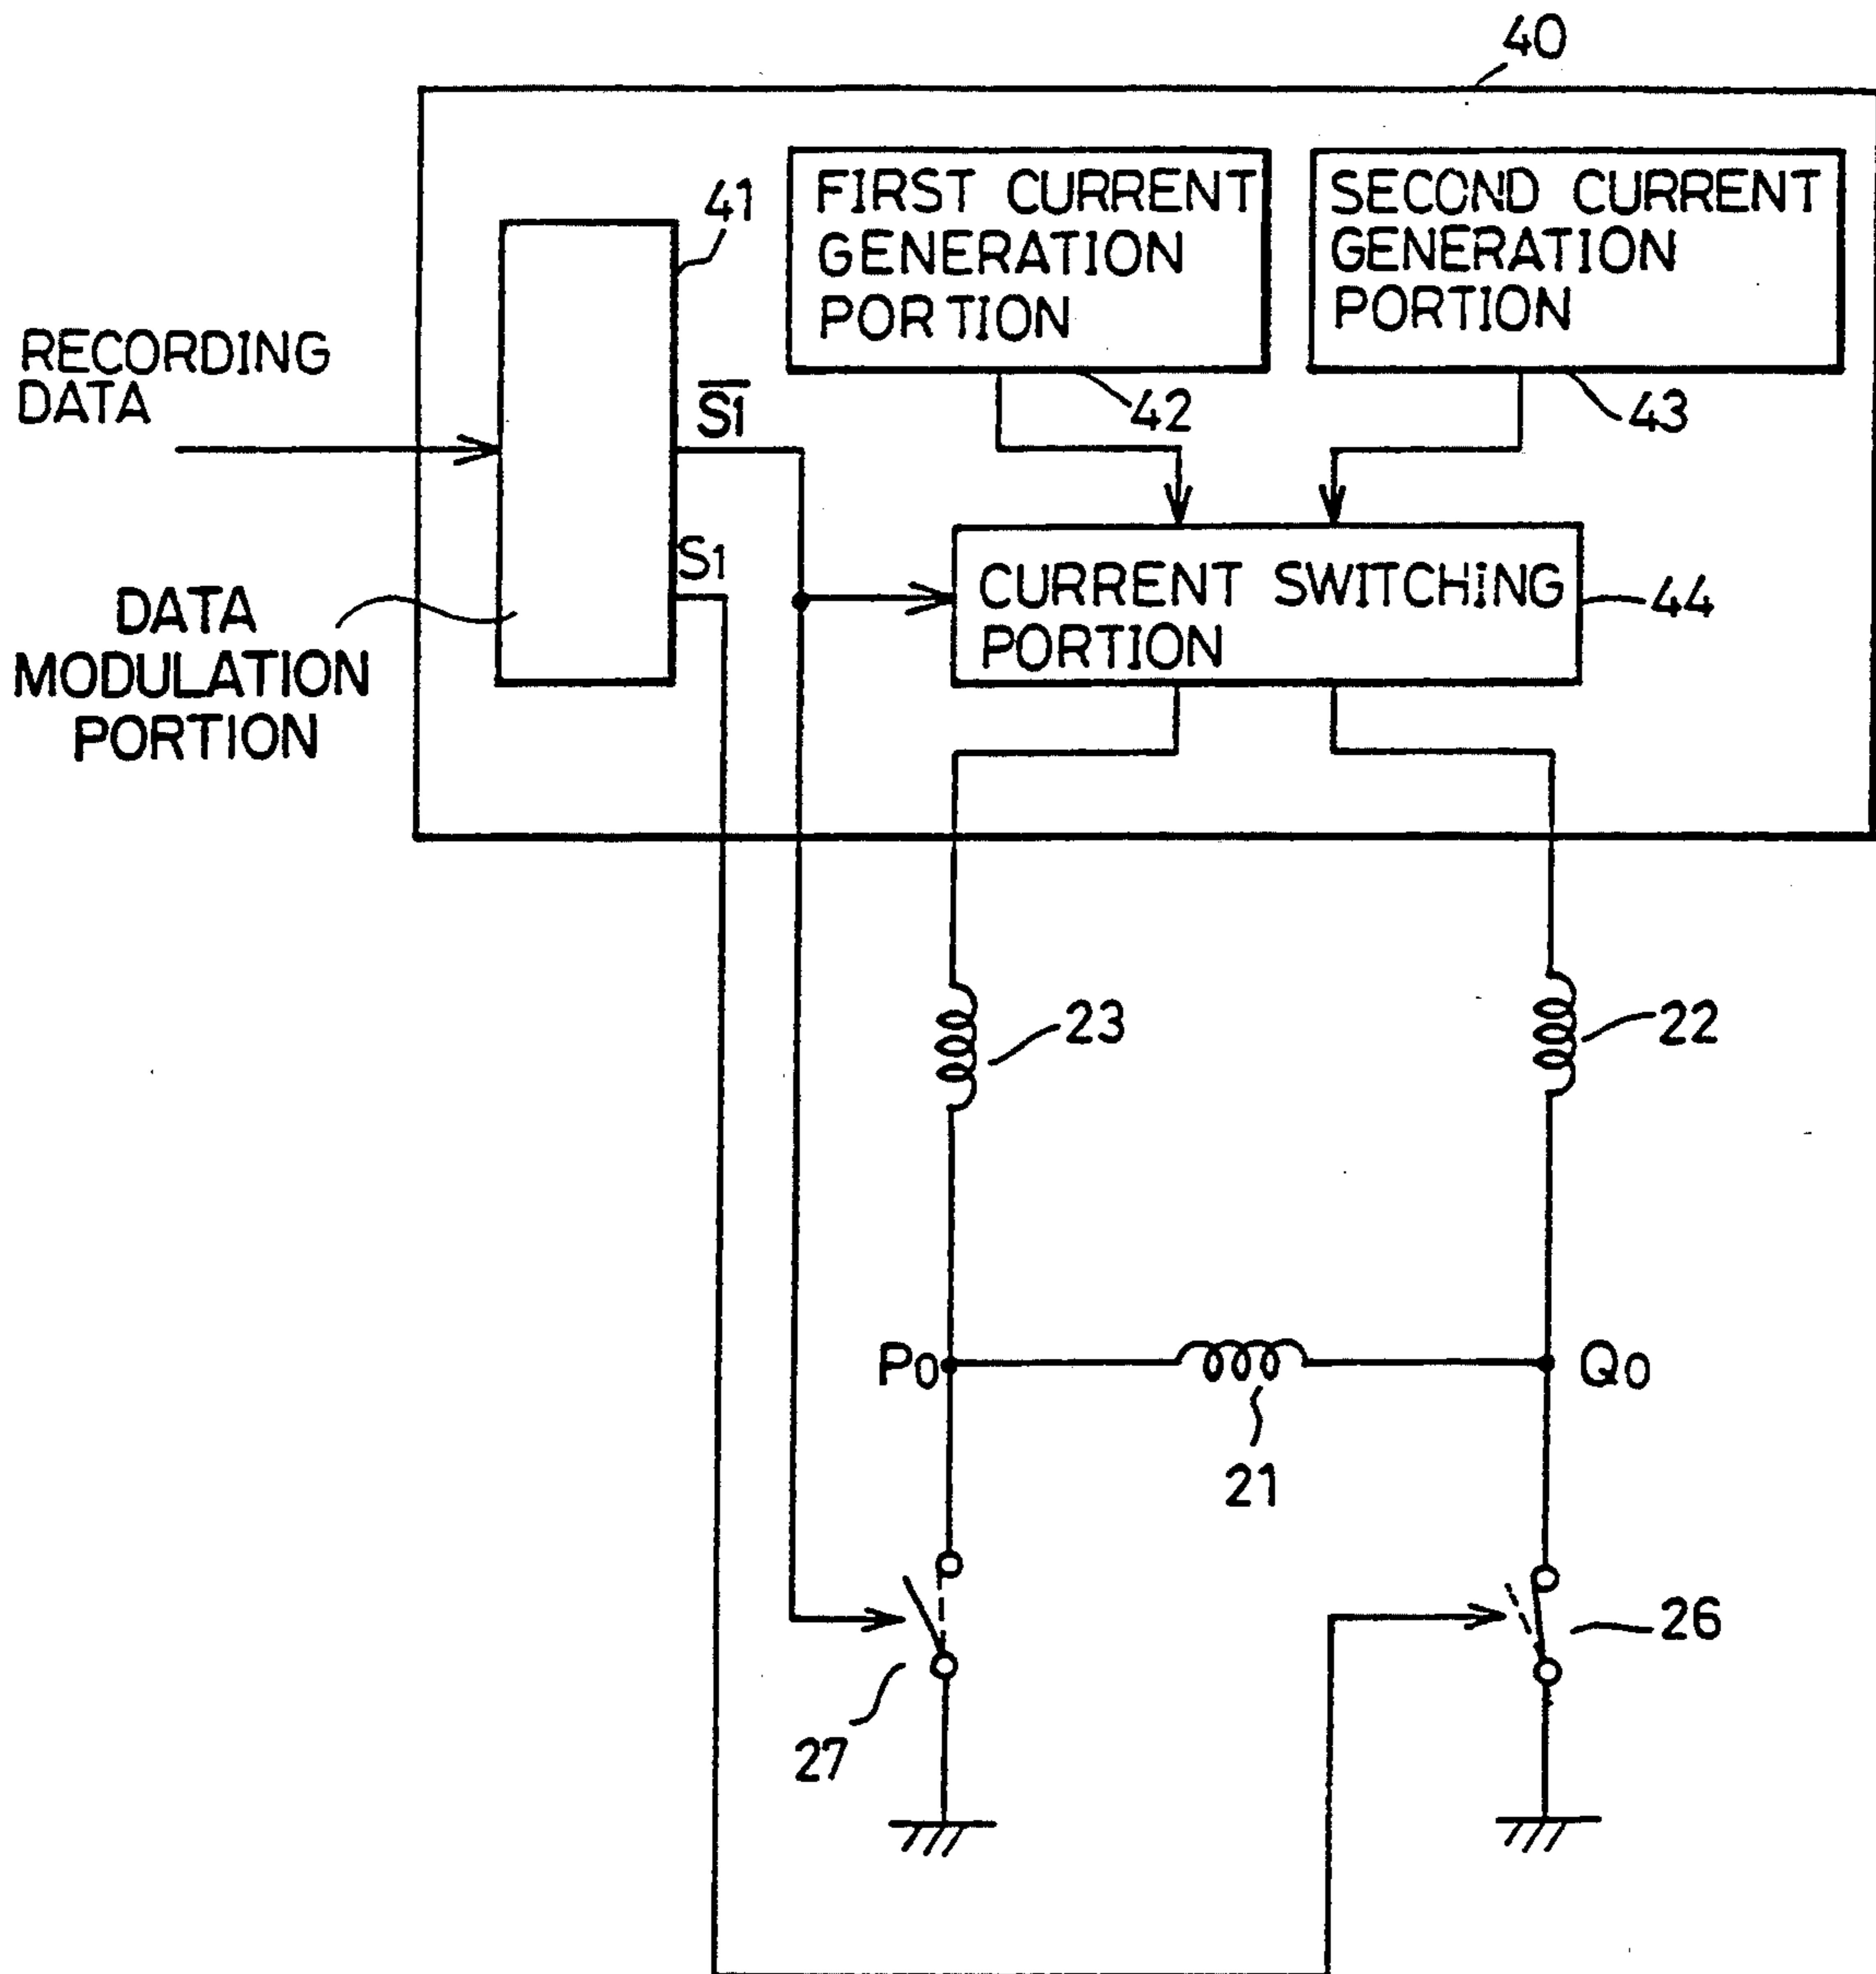 40
41
FIRST CURRENT
GENERATION
PORTION
SECOND CURRENT
GENERATION
PORTION
RECORDING
DATA
S̅1̅
42
43
S1
CURRENT SWITCHING
PORTION
44
DATA
MODULATION
PORTION
23
22
P0
Q0
21
26
27